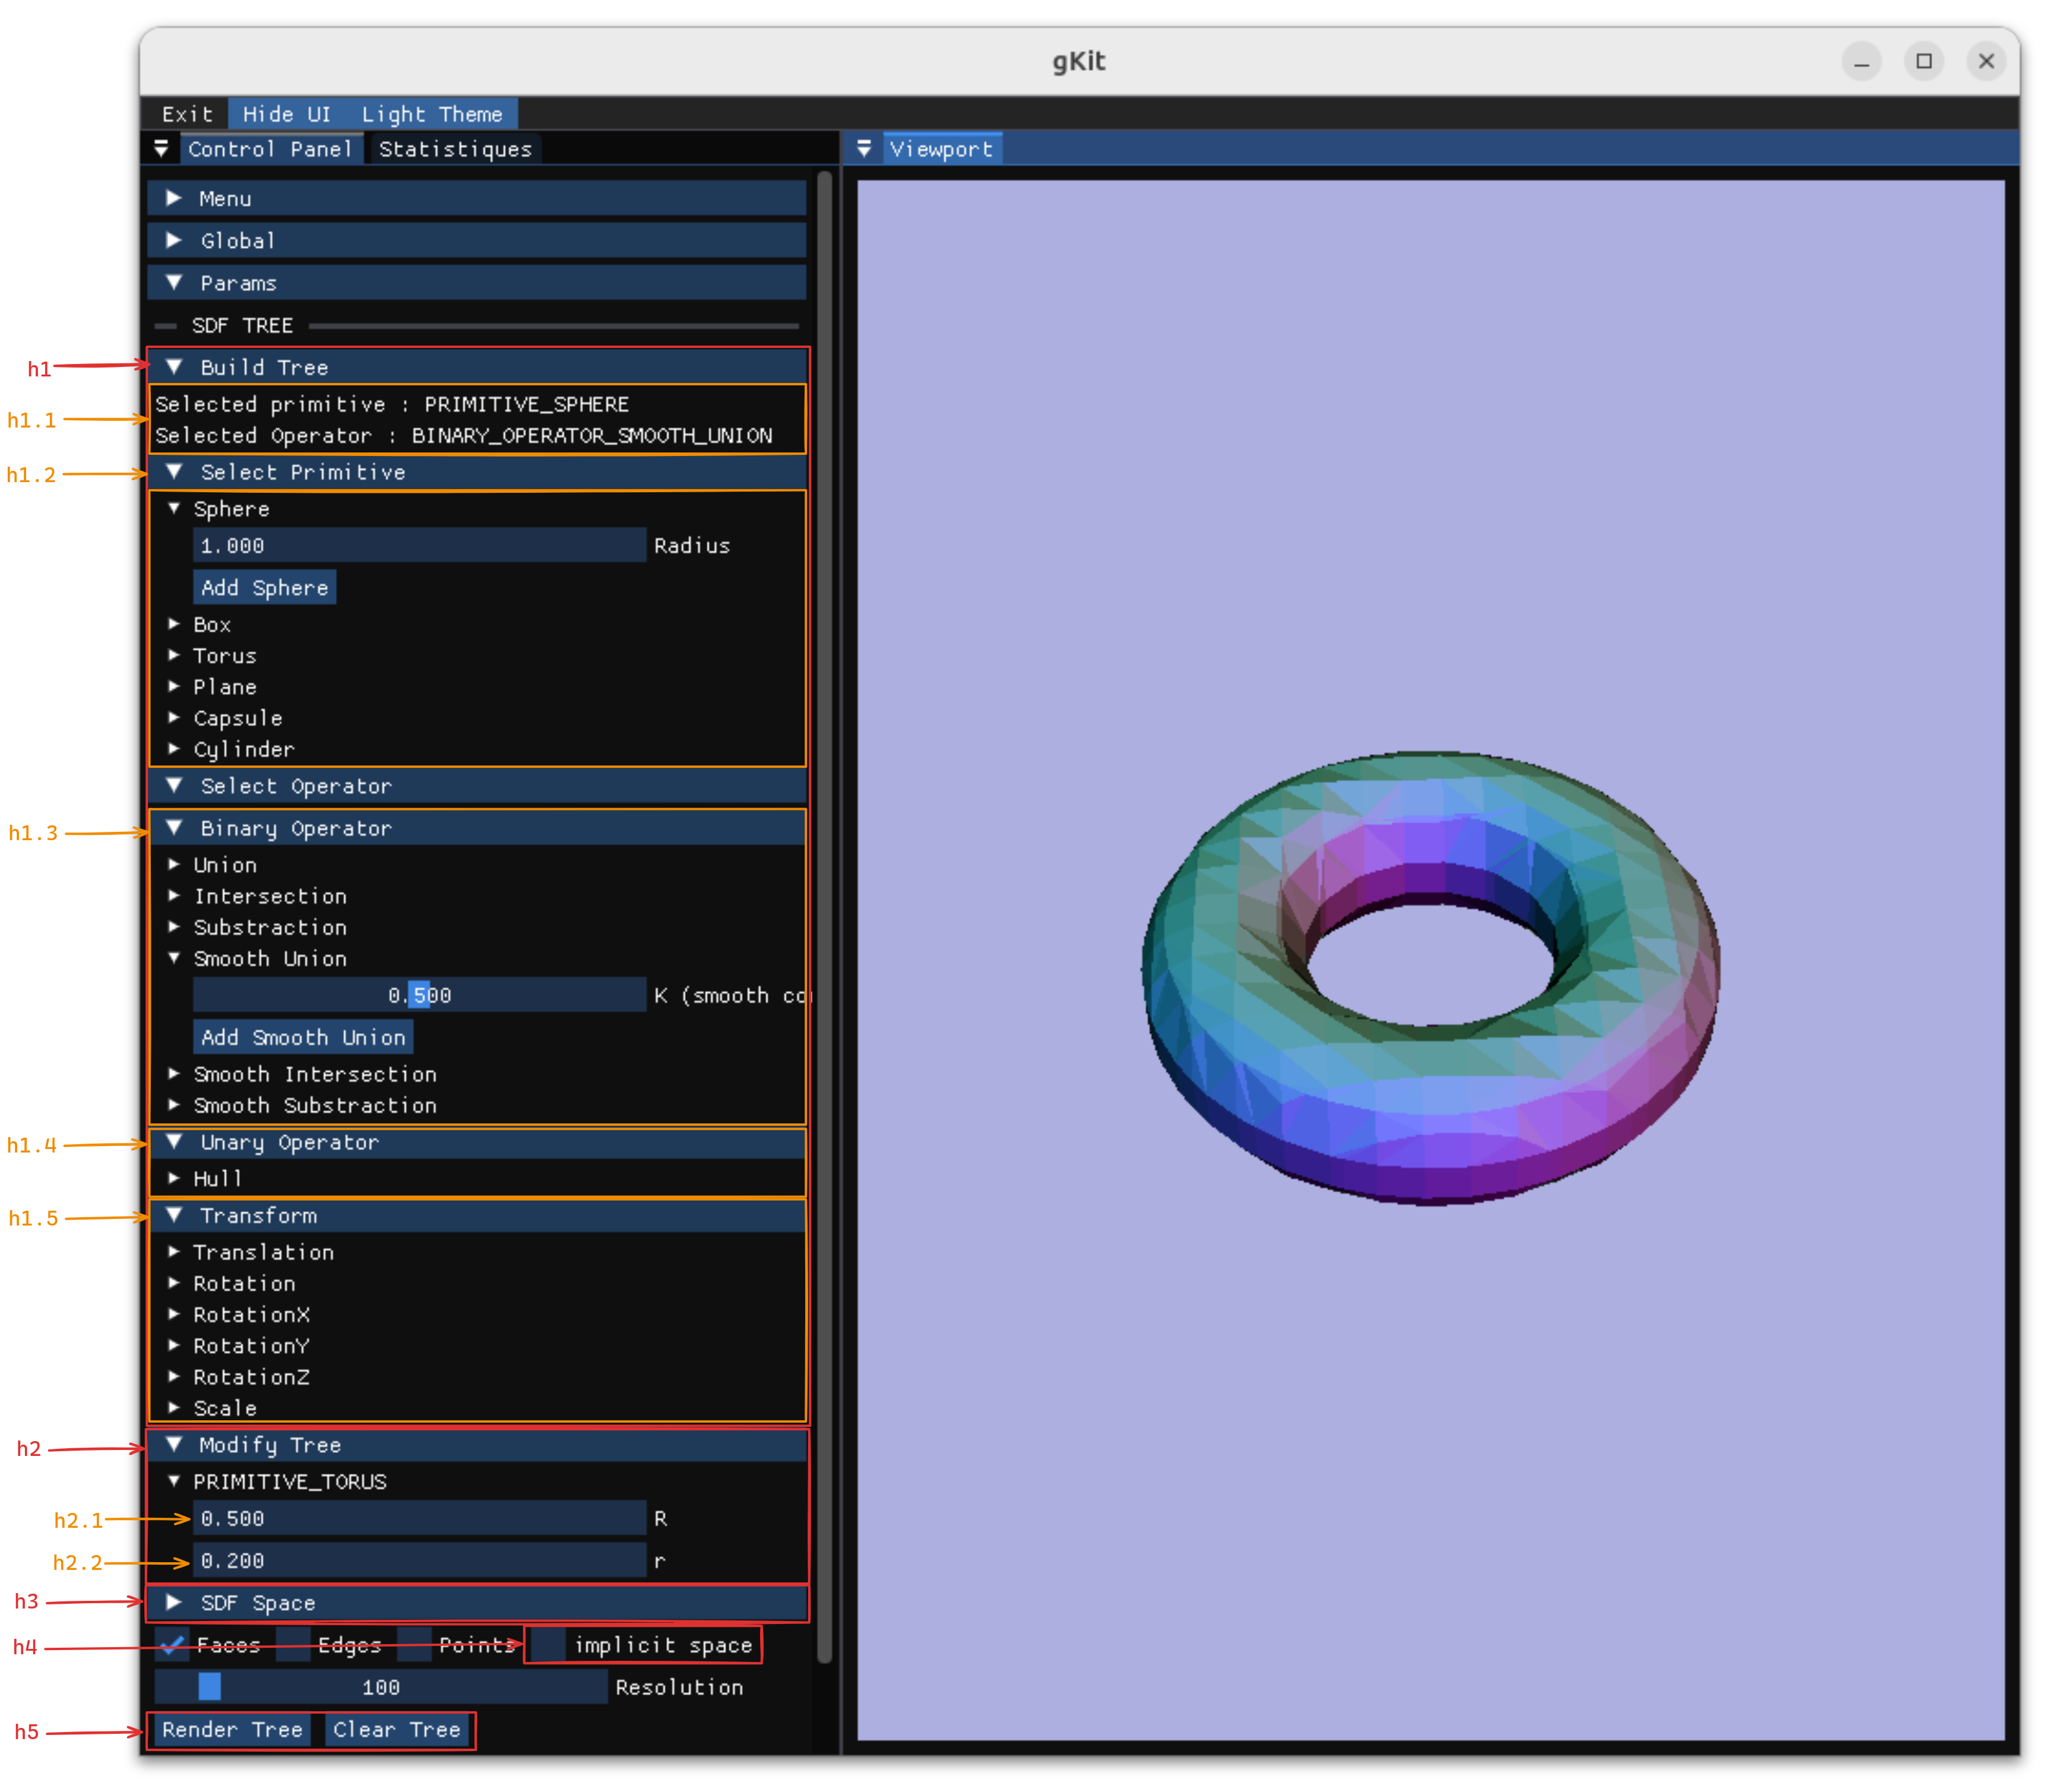 gKit
Exit Hide UI Light Theme
Control Panel Statistiques
Viewport
Menu
Global
Params
SDF TREE
h1 Build Tree
h1.1 Selected primitive : PRIMITIVE_SPHERE
Selected Operator : BINARY_OPERATOR_SMOOTH_UNION
h1.2 Select Primitive
Sphere
1.000 Radius
Add Sphere
Box
Torus
Plane
Capsule
Cylinder
Select Operator
h1.3 Binary Operator
Union
Intersection
Substraction
Smooth Union
0.500 K (smooth co
Add Smooth Union
Smooth Intersection
Smooth Substraction
h1.4 Unary Operator
Hull
h1.5 Transform
Translation
Rotation
RotationX
RotationY
RotationZ
Scale
h2 Modify Tree
PRIMITIVE_TORUS
h2.1 0.500 R
h2.2 0.200 r
h3 SDF Space
h4 Faces Edges Points implicit space
100 Resolution
h5 Render Tree Clear Tree